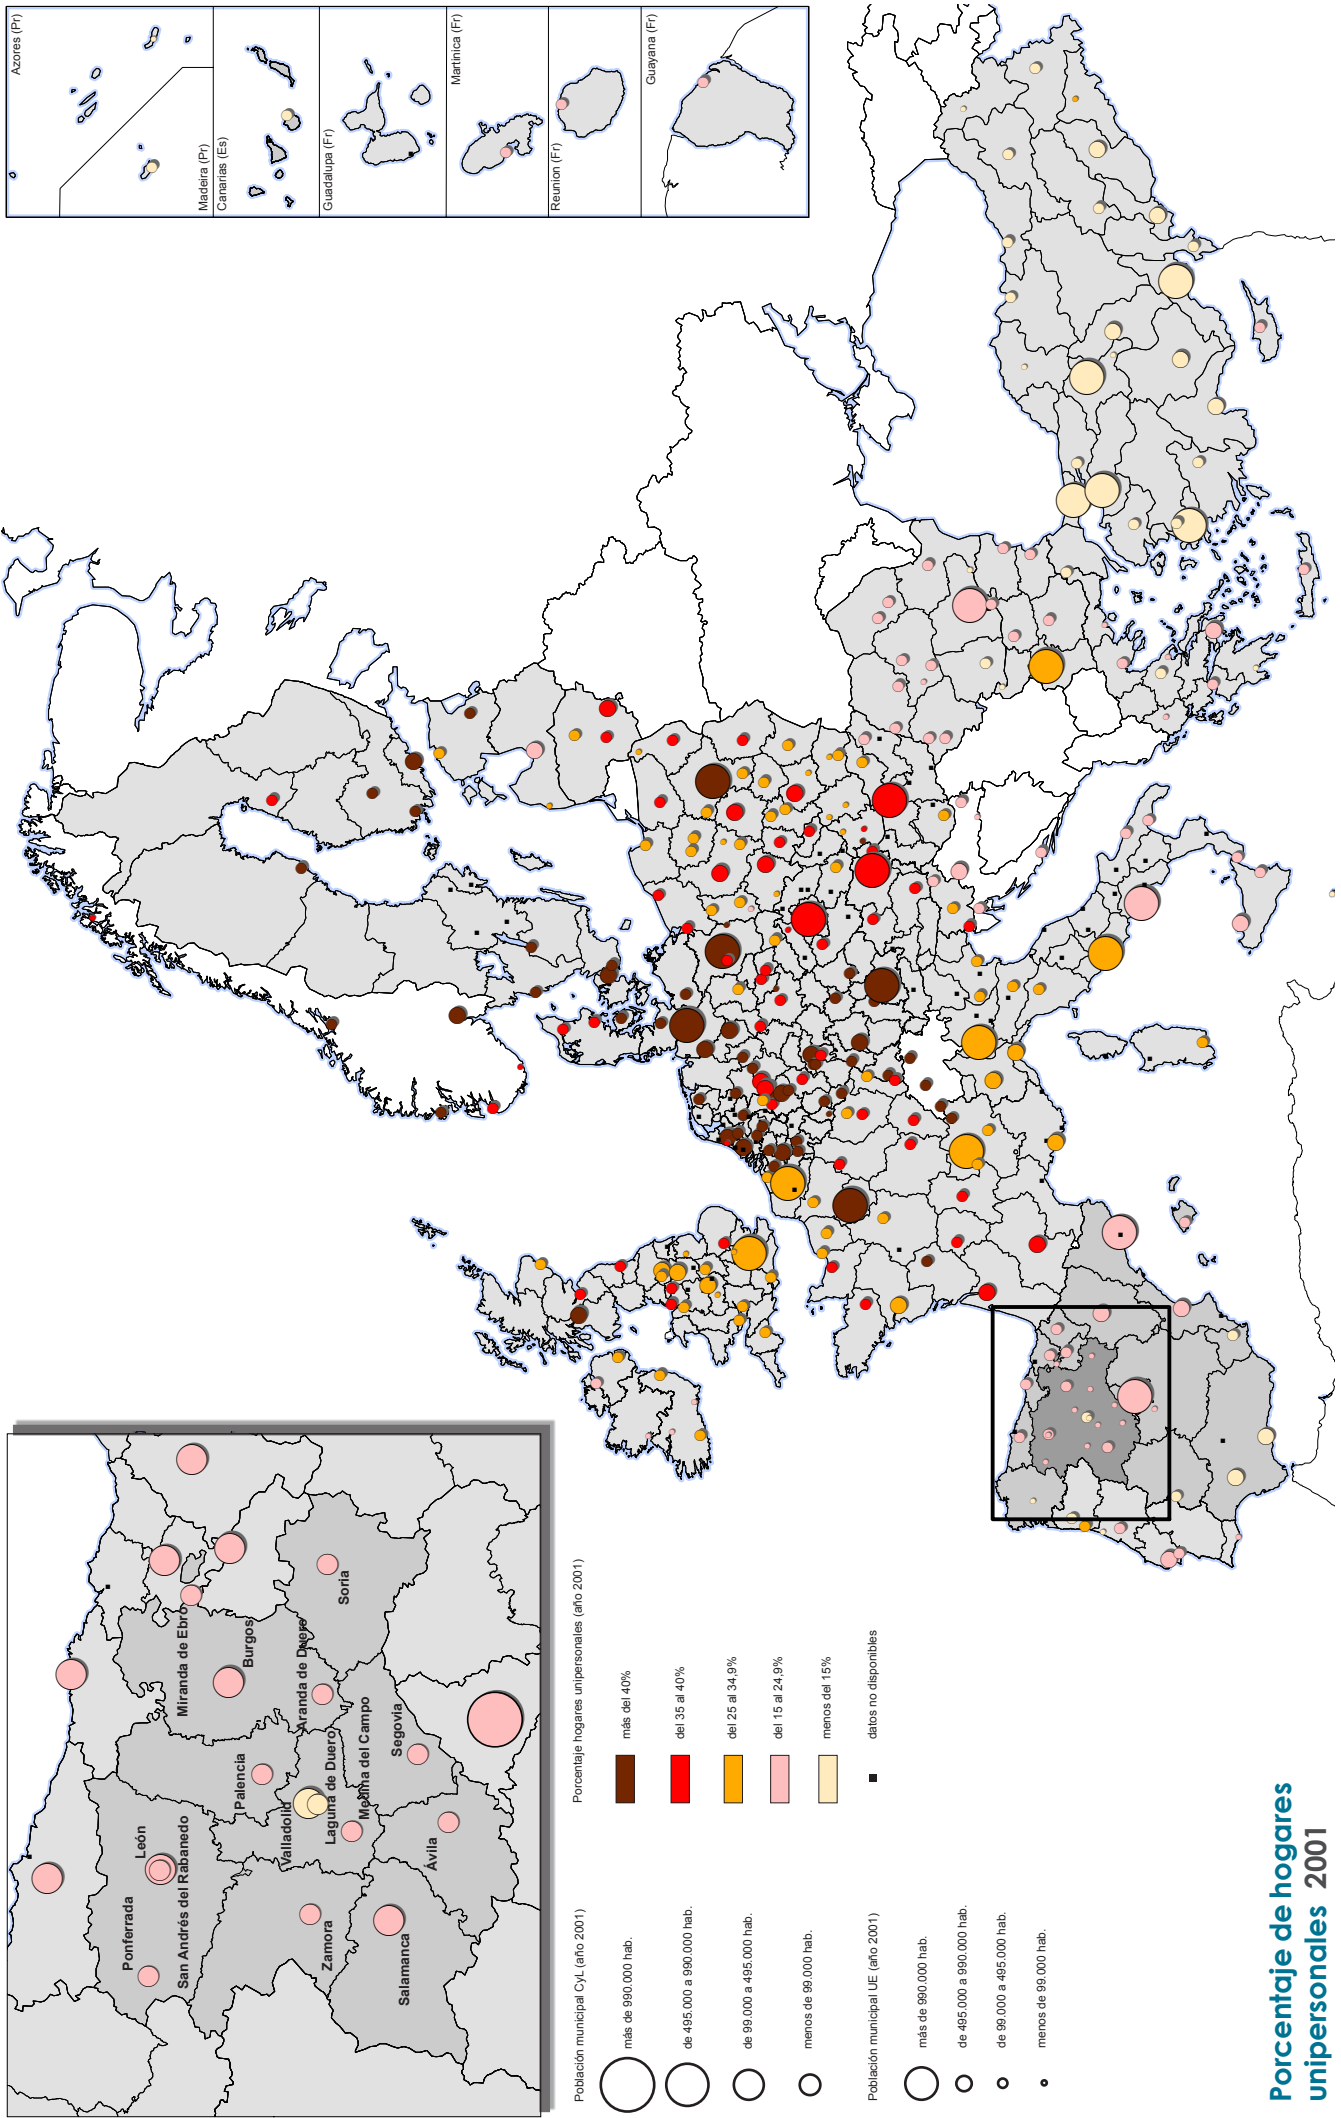 Azores (Pr)
Madeira (Pr)
Canarias (Es)
Guadalupa (Fr)
Martinica (Fr)
Reunion (Fr)
Guayana (Fr)
Ponferrada
León
San Andrés del Rabanedo
Palencia
Miranda de Ebro
Burgos
Aranda de Duero
Soria
Valladolid
Laguna de Duero
Medina del Campo
Zamora
Salamanca
Ávila
Segovia
Población municipal CyL (año 2001)
más de 990.000 hab.
de 495.000 a 990.000 hab.
de 99.000 a 495.000 hab.
menos de 99.000 hab.
Población municipal UE (año 2001)
más de 990.000 hab.
de 495.000 a 990.000 hab.
de 99.000 a 495.000 hab.
menos de 99.000 hab.
Porcentaje hogares unipersonales (año 2001)
más del 40%
del 35 al 40%
del 25 al 34,9%
del 15 al 24,9%
menos del 15%
datos no disponibles
Porcentaje de hogares
unipersonales 2001